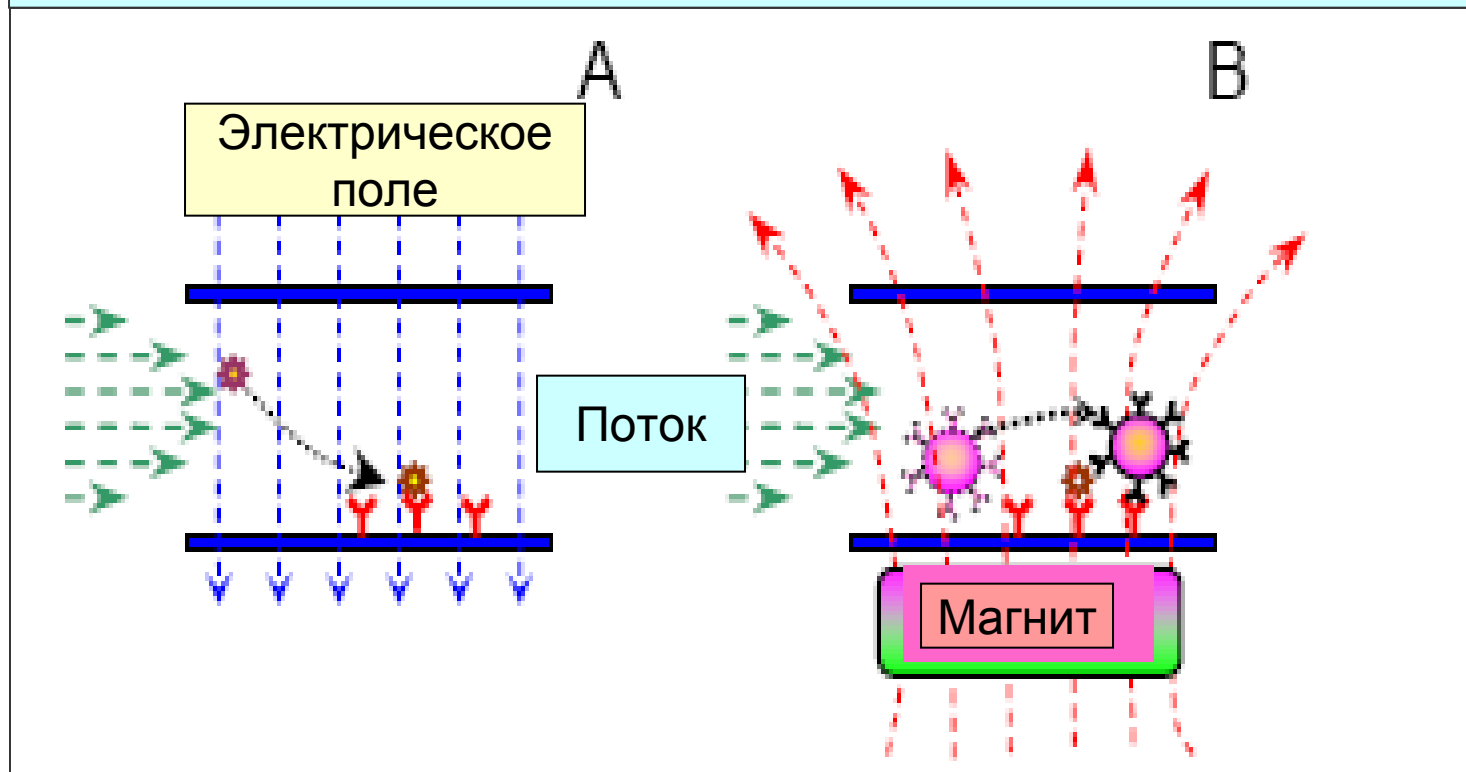 A
B
Электрическое
поле
Поток
Магнит